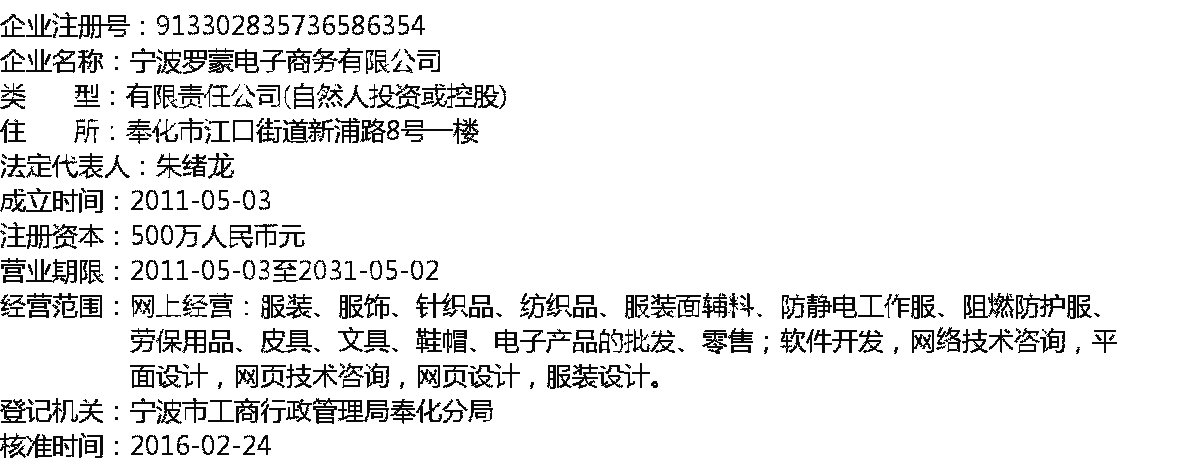 企业注册号：913302835736586354
企业名称：宁波罗蒙电子商务有限公司
类 型：有限责任公司(自然人投资或控股)
住 所：奉化市江口街道新浦路8号一楼
法定代表人：朱绪龙
成立时间：2011-05-03
注册资本：500万人民币元
营业期限：2011-05-03至2031-05-02
经营范围：网上经营：服装、服饰、针织品、纺织品、服装面辅料、防静电工作服、阻燃防护服、
劳保用品、皮具、文具、鞋帽、电子产品的批发、零售；软件开发，网络技术咨询，平
面设计，网页技术咨询，网页设计，服装设计。
登记机关：宁波市工商行政管理局奉化分局
核准时间：2016-02-24